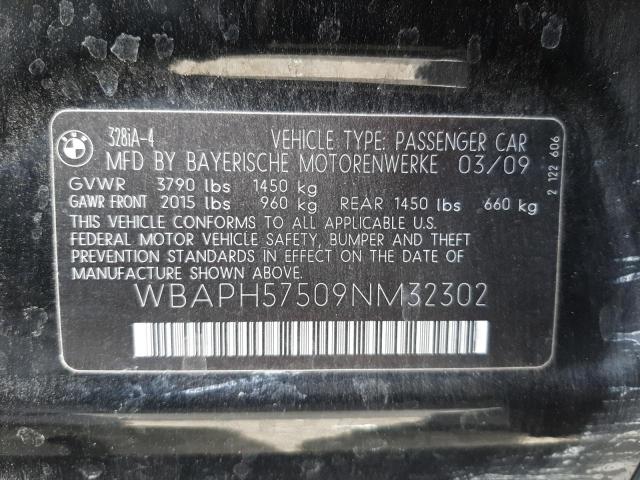 BMW 328iA-4 VEHICLE TYPE: PASSENGER CAR
MFD BY BAYERISCHE MOTORENWERKE 03/09
GVWR 3790 lbs 1450 kg
GAWR FRONT 2015 lbs 960 kg REAR 1450 lbs 660 kg
THIS VEHICLE CONFORMS TO ALL APPLICABLE U.S.
FEDERAL MOTOR VEHICLE SAFETY, BUMPER AND THEFT
PREVENTION STANDARDS IN EFFECT ON THE DATE OF
MANUFACTURE SHOWN ABOVE.
WBAPH57509NM32302
2 122 606